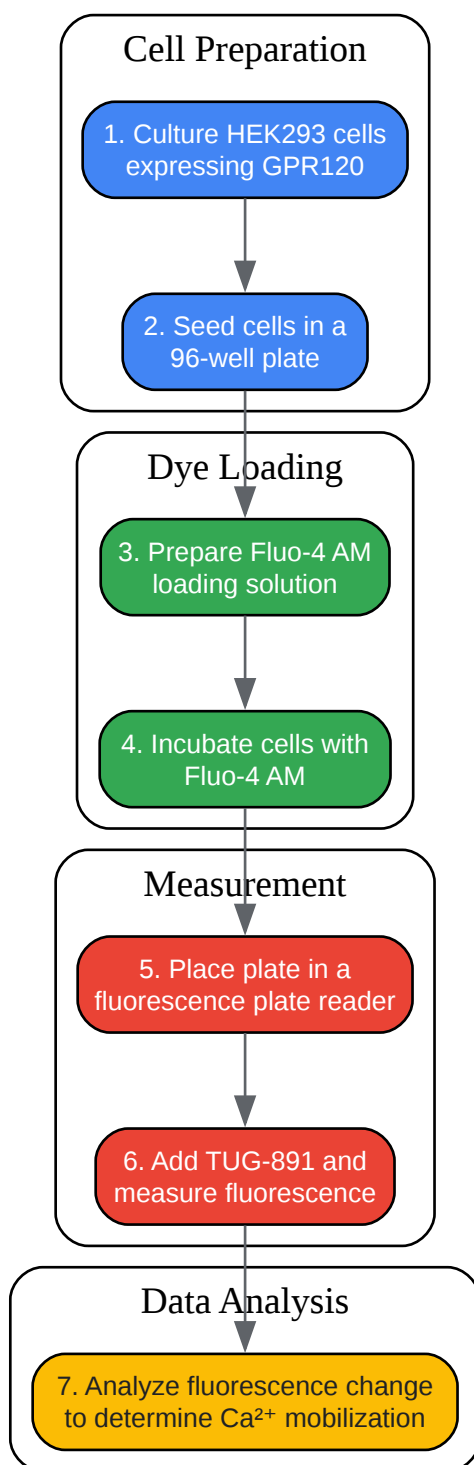 Cell Preparation
1. Culture HEK293 cells
expressing GPR120
2. Seed cells in a
96-well plate
Dye Loading
3. Prepare Fluo-4 AM
loading solution
4. Incubate cells with
Fluo-4 AM
Measurement
5. Place plate in a
fluorescence plate reader
6. Add TUG-891 and
measure fluorescence
Data Analysis
7. Analyze fluorescence change
to determine Ca²⁺ mobilization